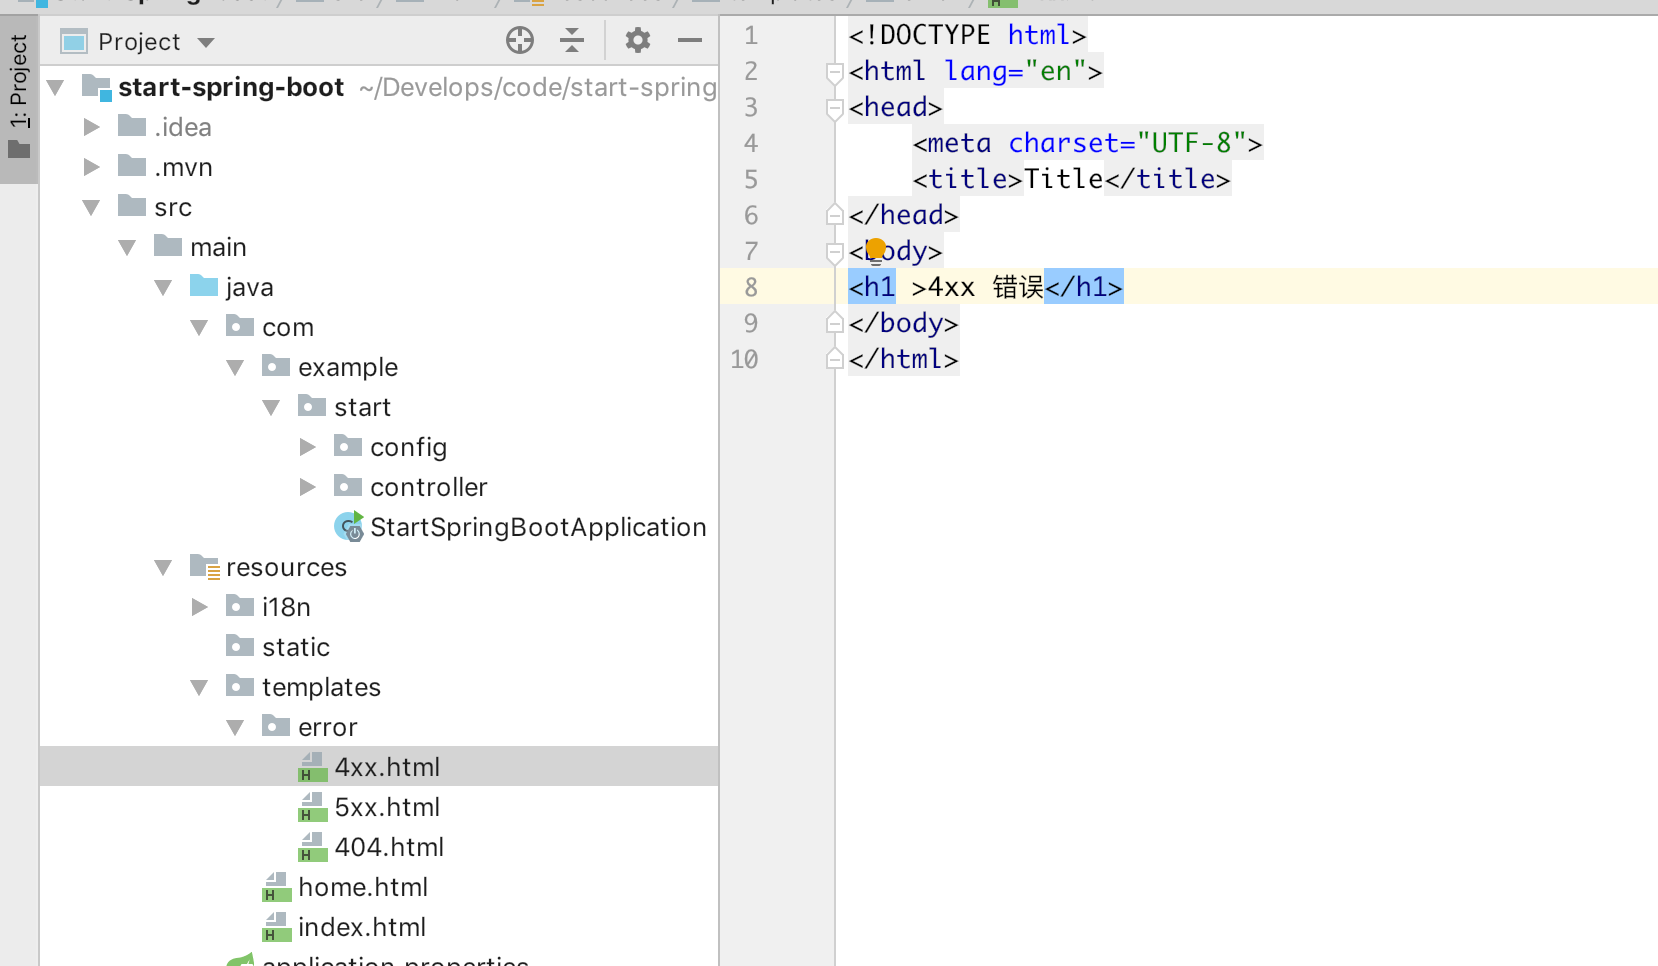 1: Project
Project
start-spring-boot ~/Develops/code/start-spring
.idea
.mvn
src
main
java
com
example
start
config
controller
StartSpringBootApplication
resources
i18n
static
templates
error
4xx.html
5xx.html
404.html
home.html
index.html
application.properties
1 <!DOCTYPE html>
2 <html lang="en">
3 <head>
4 <meta charset="UTF-8">
5 <title>Title</title>
6 </head>
7 <body>
8 <h1 >4xx 错误</h1>
9 </body>
10 </html>